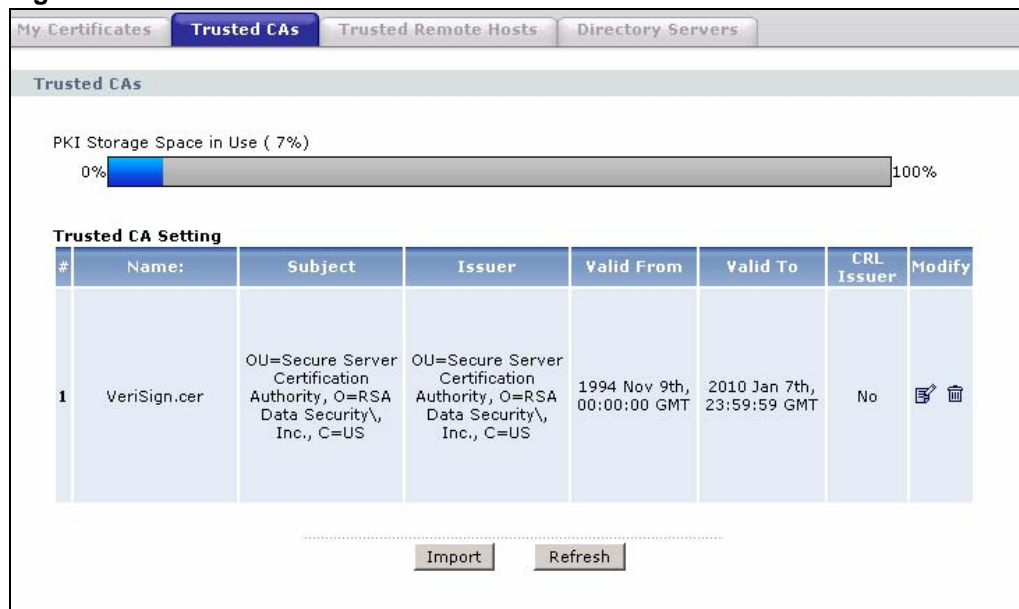 My Certificates Trusted CAs Trusted Remote Hosts Directory Servers
Trusted CAs
PKI Storage Space in Use ( 7%)
0% 100%
Trusted CA Setting
# Name: Subject Issuer Valid From Valid To CRL Issuer Modify
1 VeriSign.cer OU=Secure Server Certification Authority, O=RSA Data Security\, Inc., C=US OU=Secure Server Certification Authority, O=RSA Data Security\, Inc., C=US 1994 Nov 9th, 00:00:00 GMT 2010 Jan 7th, 23:59:59 GMT No
Import Refresh